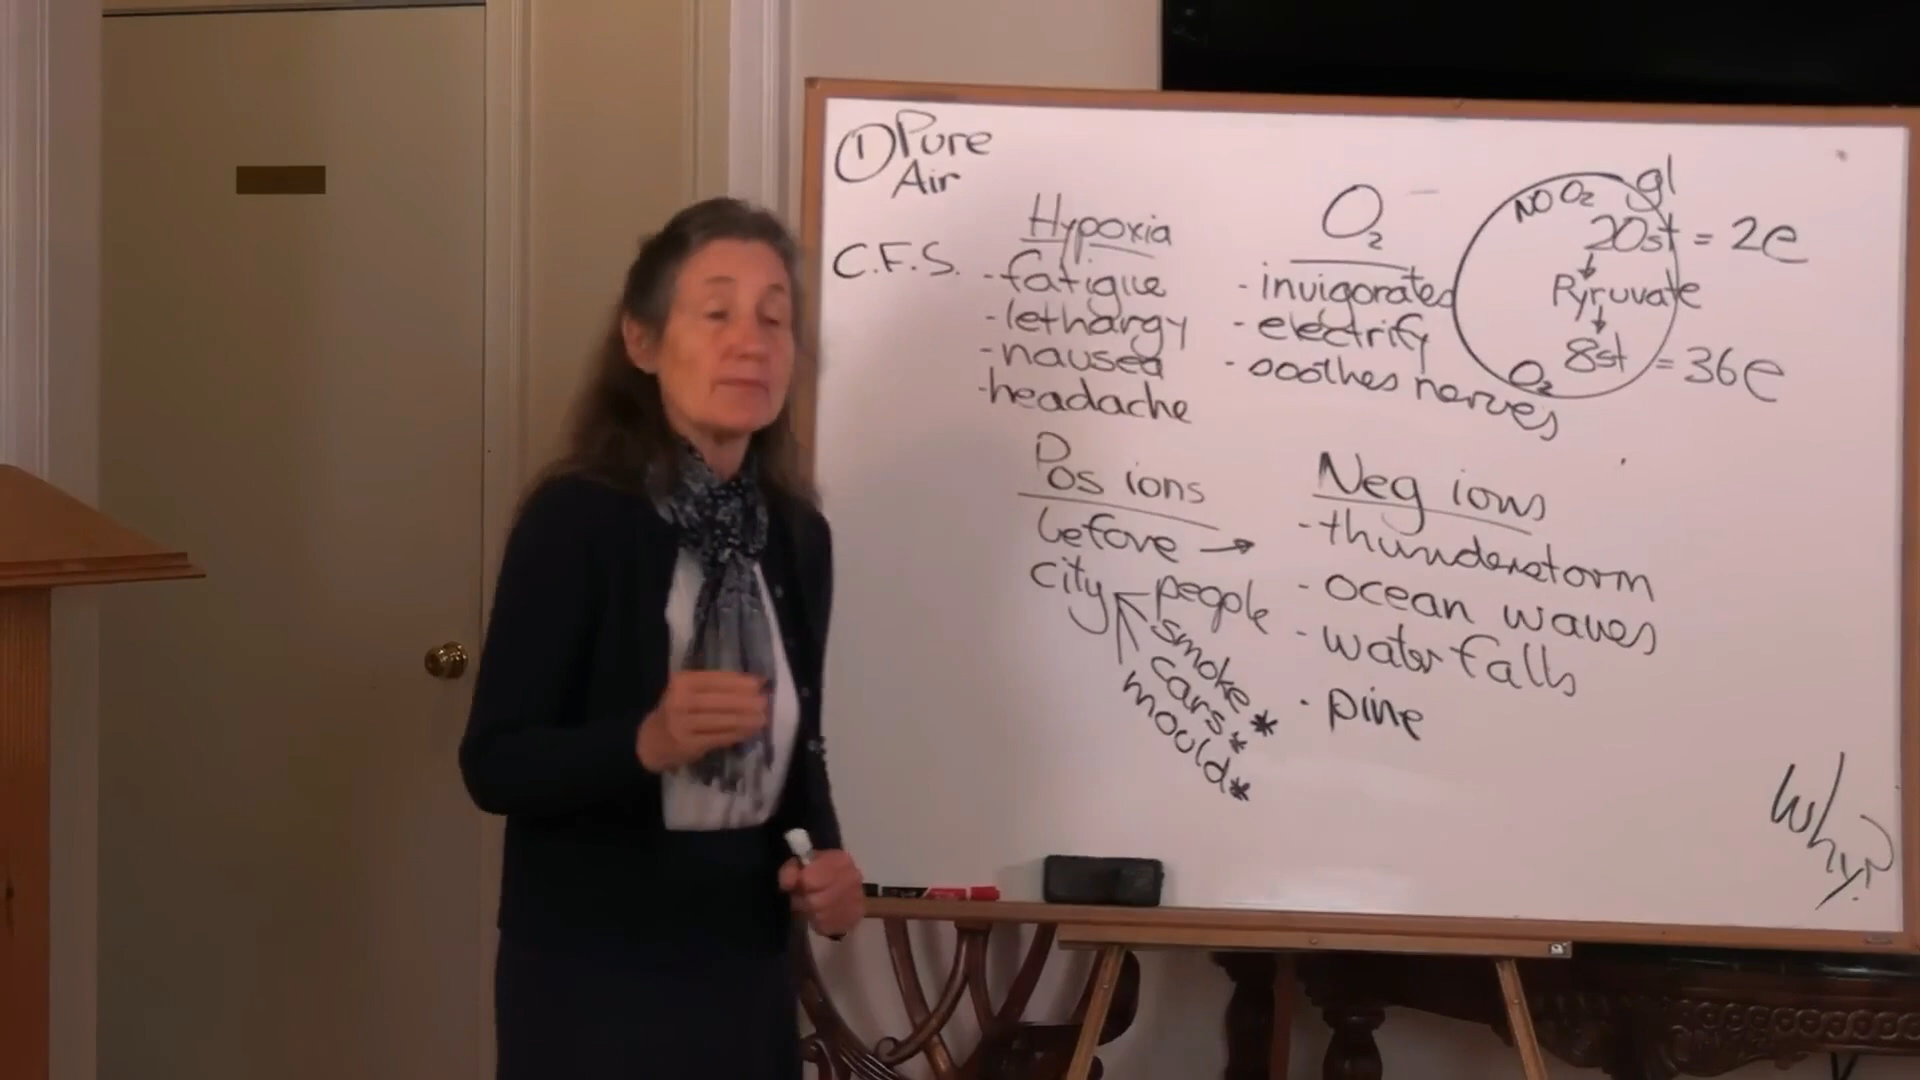 ① Pure
Air
C.F.S.
Hypoxia
-fatigue
-lethargy
-nausea
-headache
O₂
-invigorates
-electrify
-soothes nerves
NO O₂
gl
20st = 2e
↓
Pyruvate
↓
8st = 36e
O₂
Pos ions
before →
city
people
smoke *
cars *
mould *
Neg ions
-thunderstorm
-ocean waves
-waterfalls
·pine
Why?